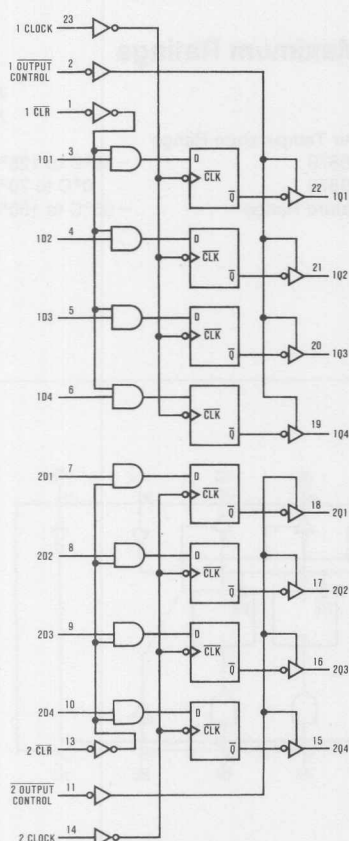 23
1 CLOCK
2
1 OUTPUT
CONTROL
1
1 CLR
3
1D1
D
CLK
Q
22
1Q1
4
1D2
D
CLK
Q
21
1Q2
5
1D3
D
CLK
Q
20
1Q3
6
1D4
D
CLK
Q
19
1Q4
7
2D1
D
CLK
Q
18
2Q1
8
2D2
D
CLK
Q
17
2Q2
9
2D3
D
CLK
Q
16
2Q3
10
2D4
D
CLK
Q
15
2Q4
13
2 CLR
11
2 OUTPUT
CONTROL
14
2 CLOCK